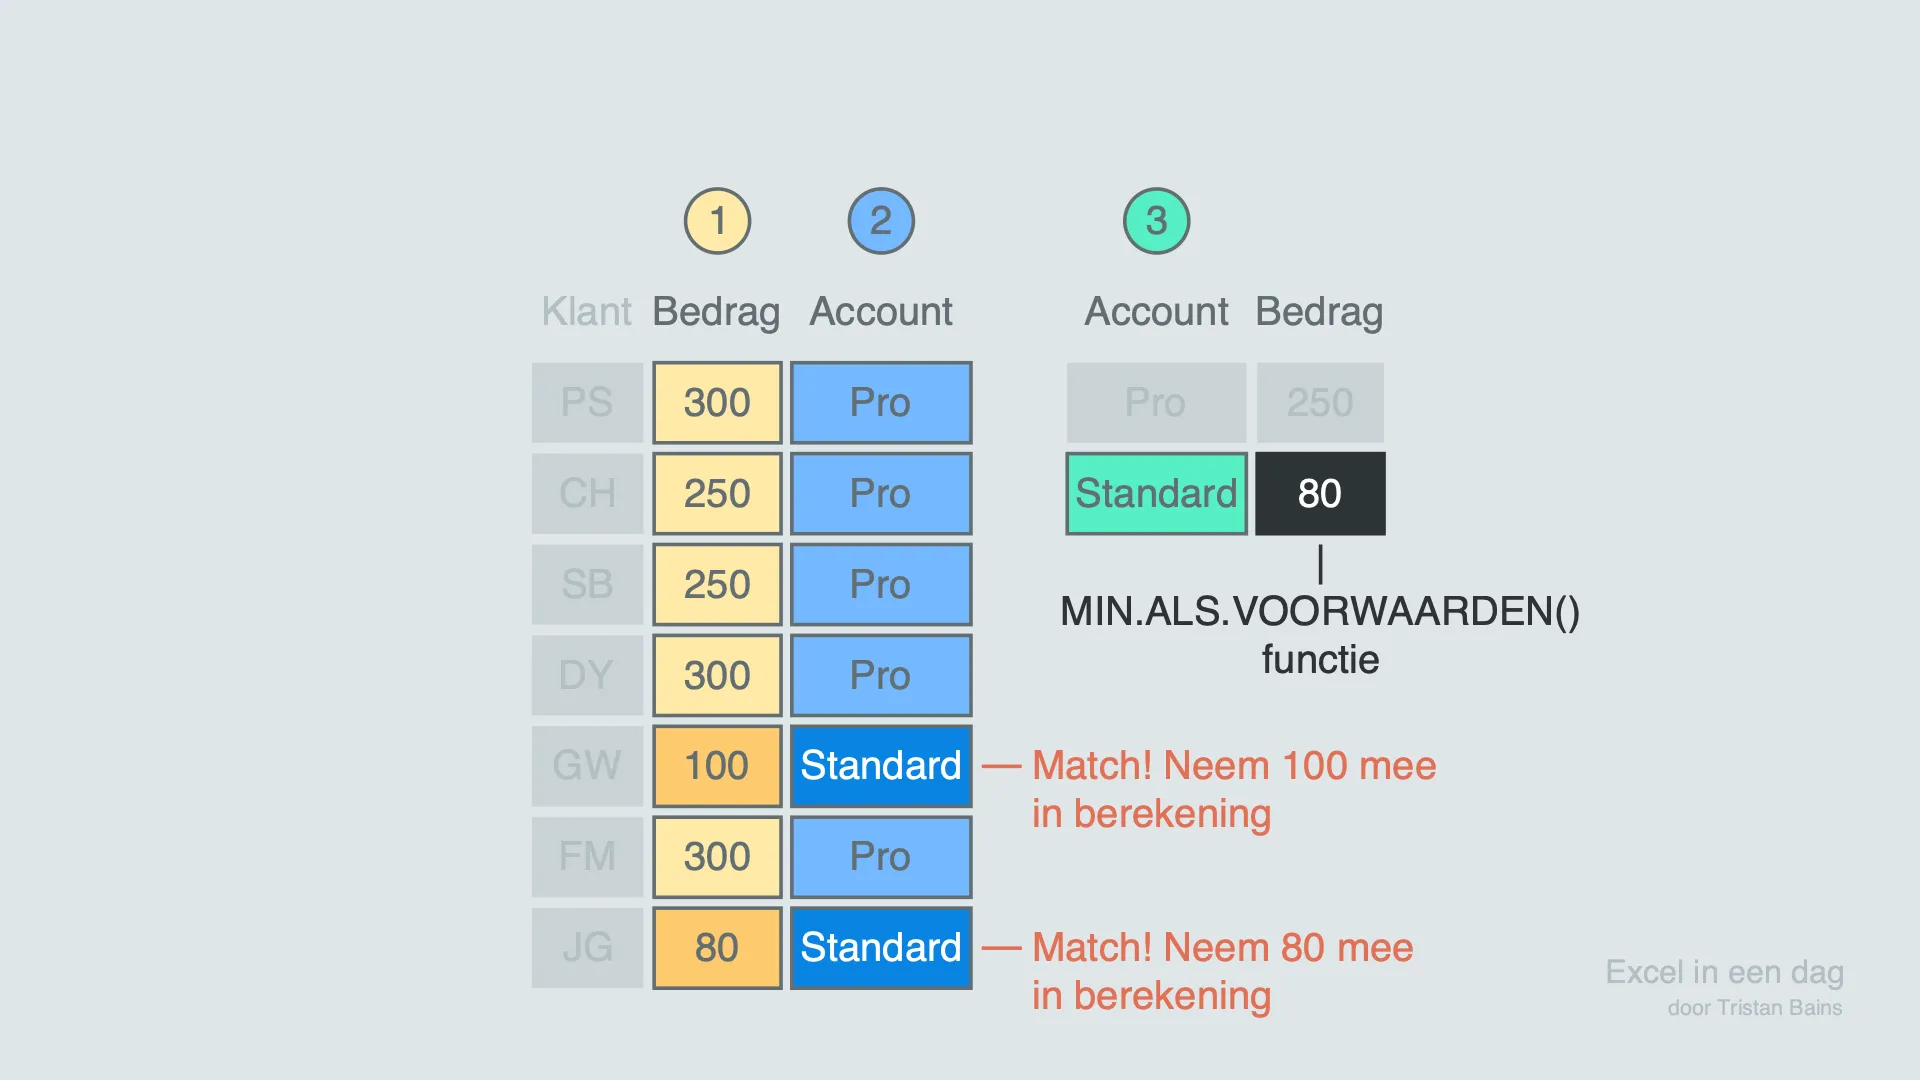 1 2 3
Klant Bedrag Account Account Bedrag
PS 300 Pro Pro 250
CH 250 Pro Standard 80
SB 250 Pro
MIN.ALS.VOORWAARDEN()
functie
DY 300 Pro
GW 100 Standard Match! Neem 100 mee
in berekening
FM 300 Pro
JG 80 Standard Match! Neem 80 mee
in berekening
Excel in een dag
door Tristan Bains